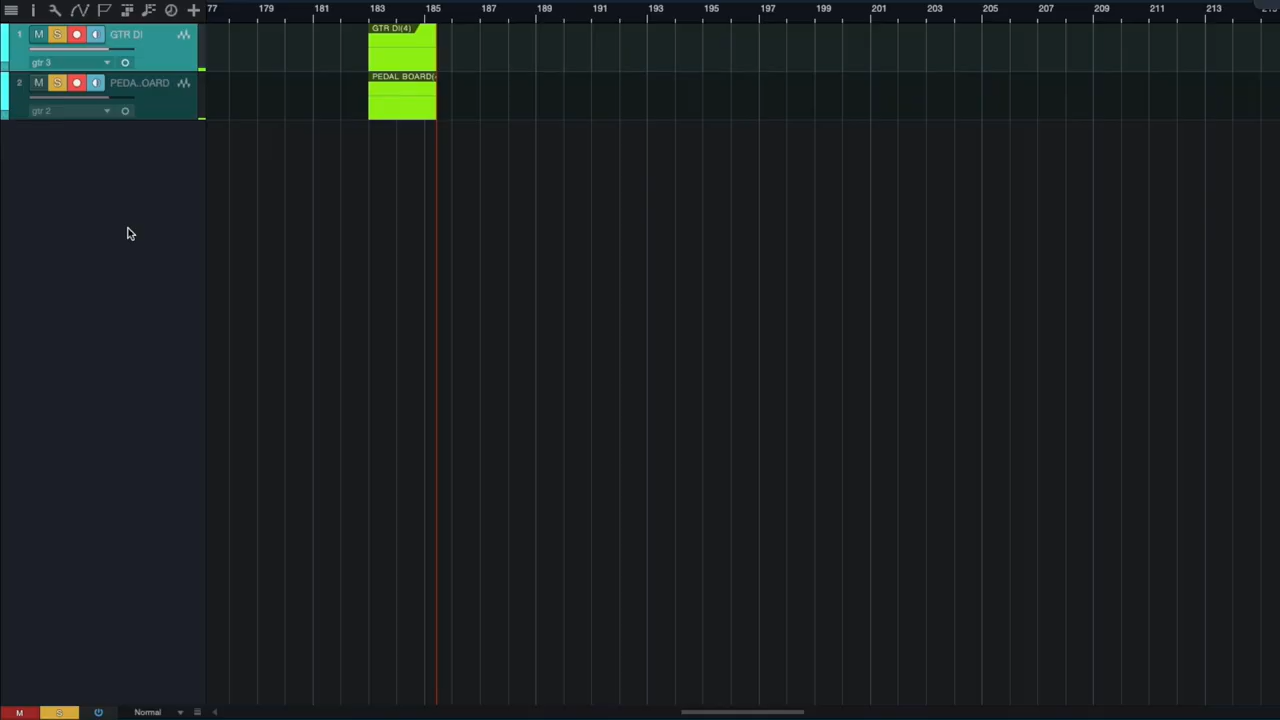 77 179 181 183 185 187 189 191 193 195 197 199 201 203 205 207 209 211 213
1 M S GTR DI
gtr 3
GTR DI(4)
2 M S PEDA..OARD
gtr 2
PEDAL BOARD(
M S Normal